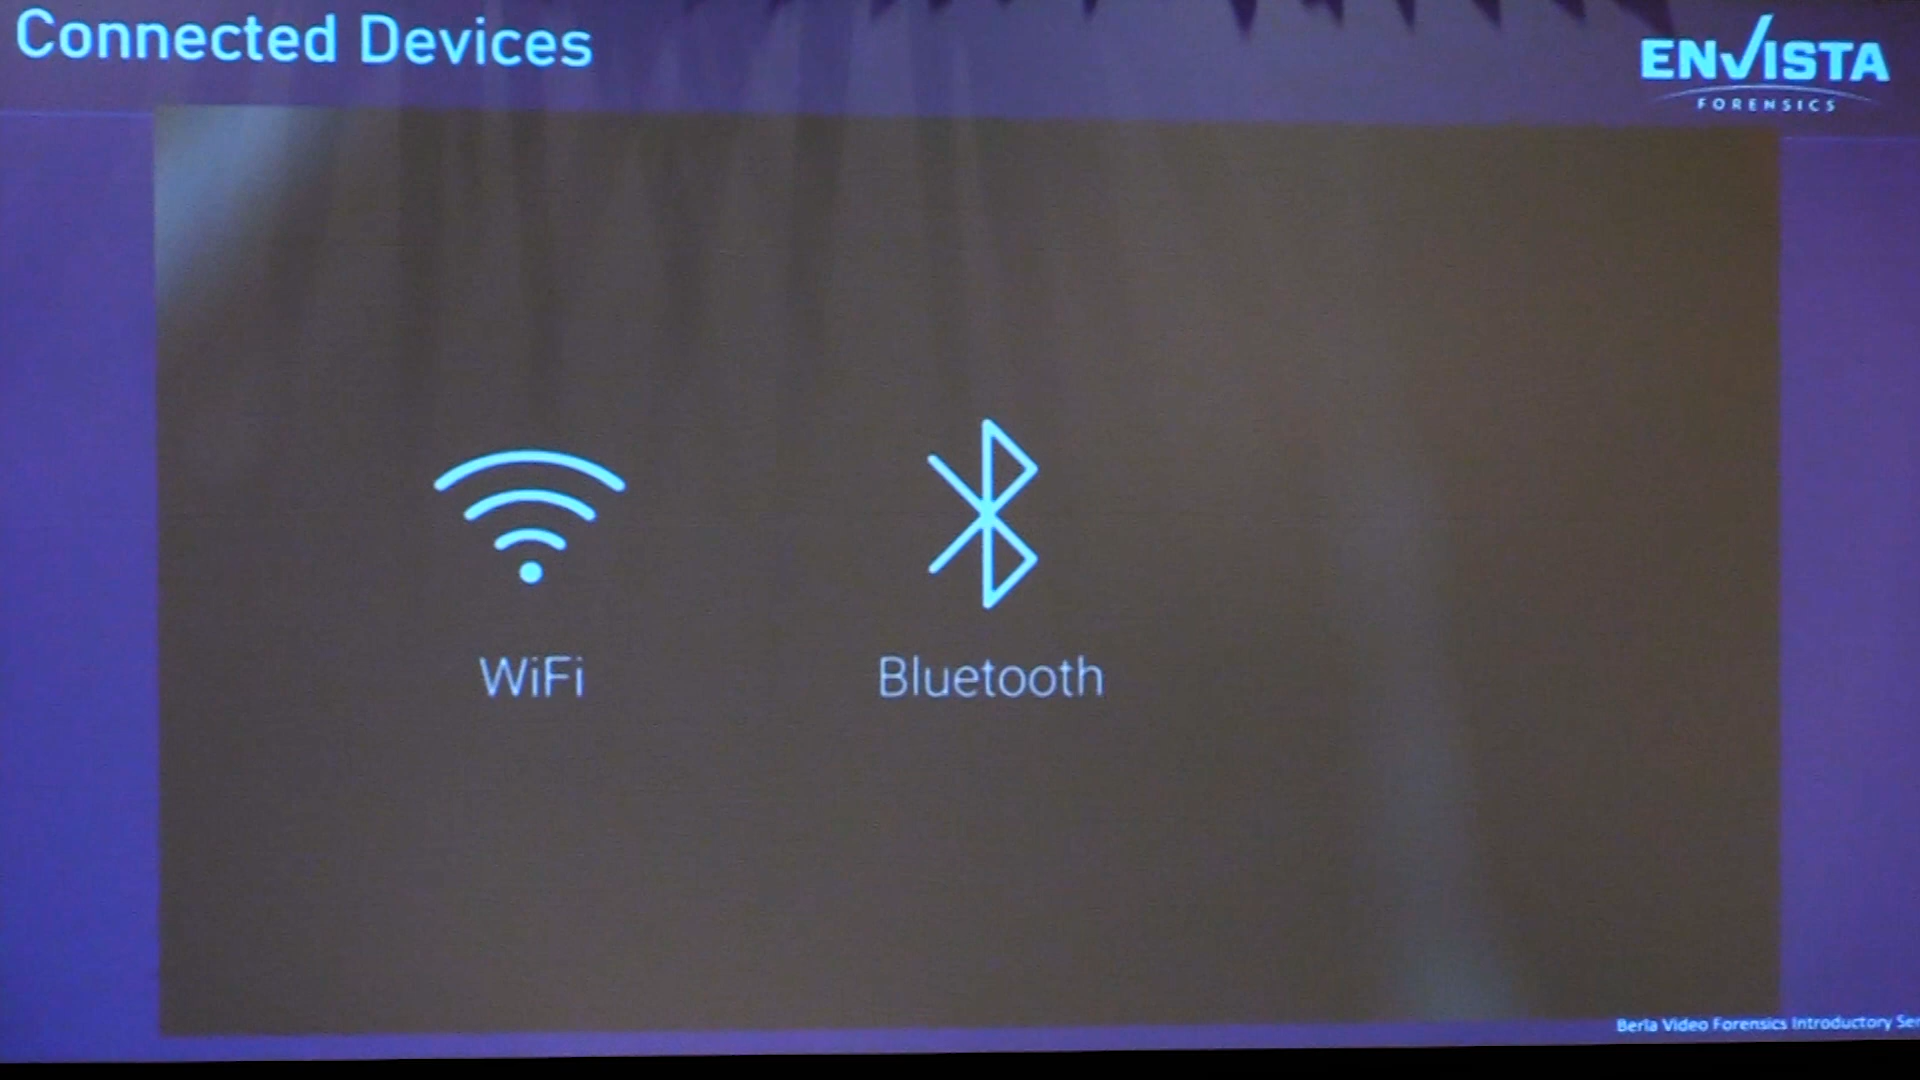 Connected Devices
ENVISTA
FORENSICS
WiFi
Bluetooth
Berla Video Forensics Introductory